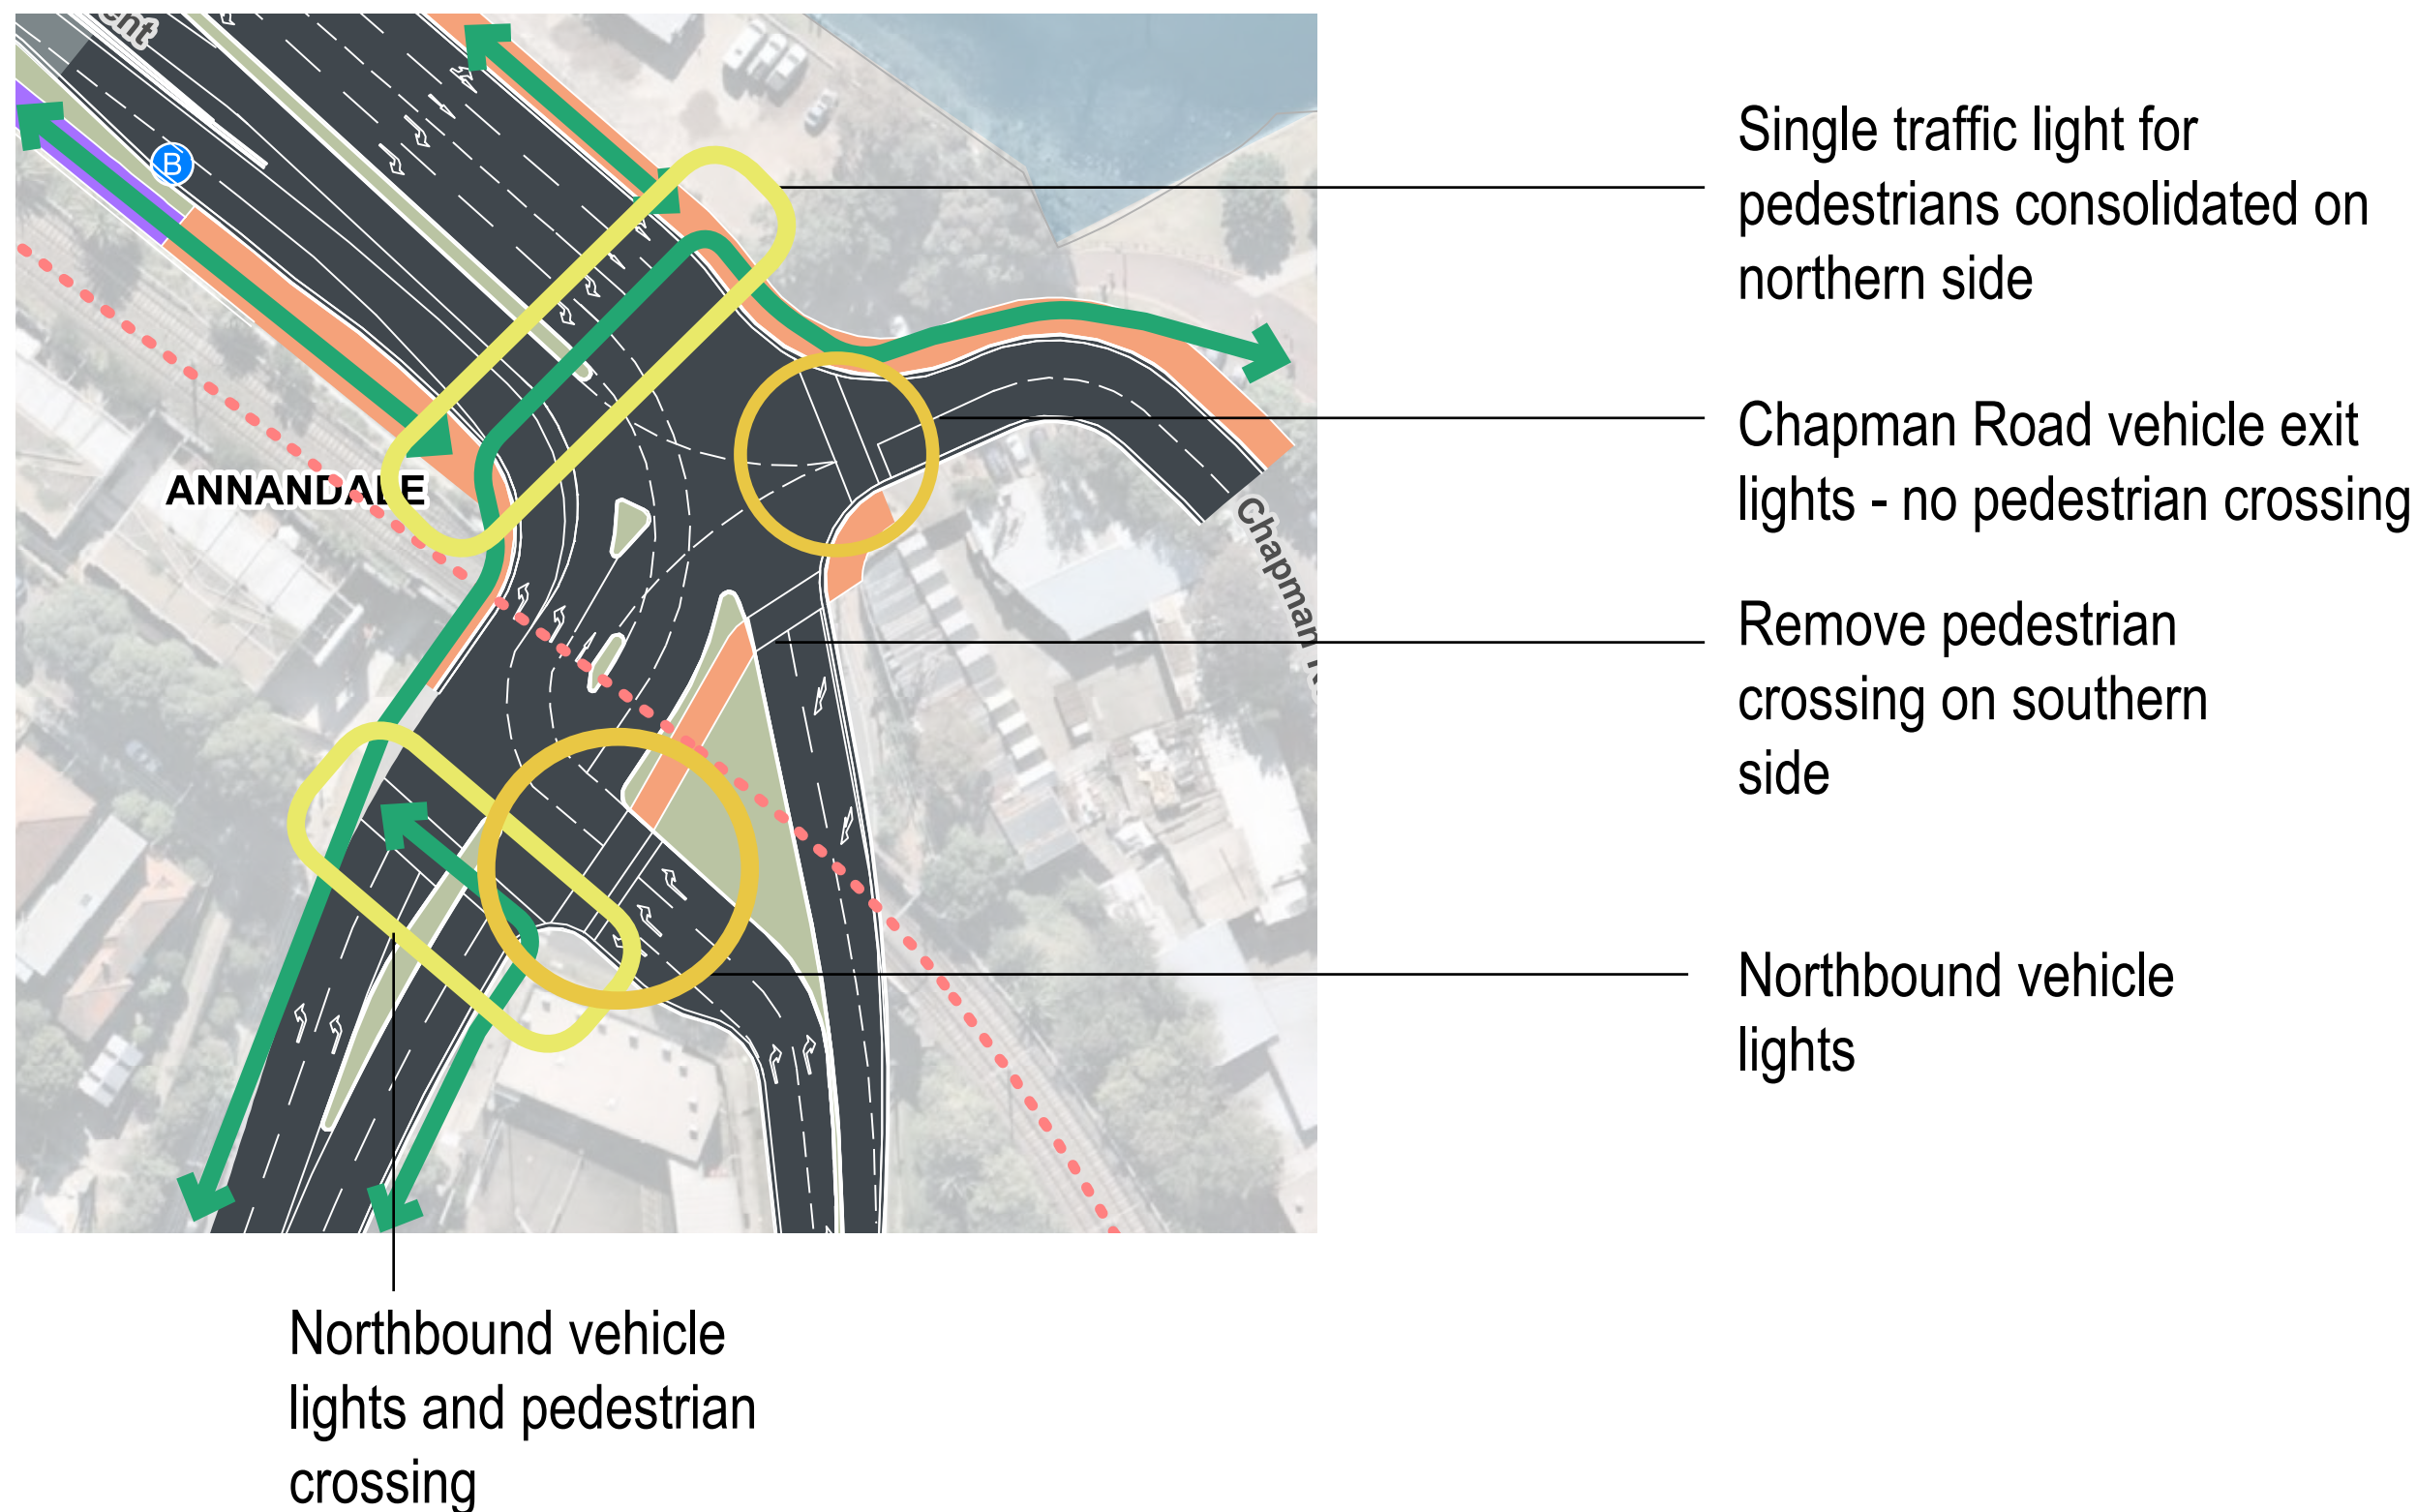 ent
B
Single traffic light for
pedestrians consolidated on
northern side
Chapman Road vehicle exit
lights - no pedestrian crossing
ANNANDALE
Chapman R
Remove pedestrian
crossing on southern
side
Northbound vehicle
lights
Northbound vehicle
lights and pedestrian
crossing